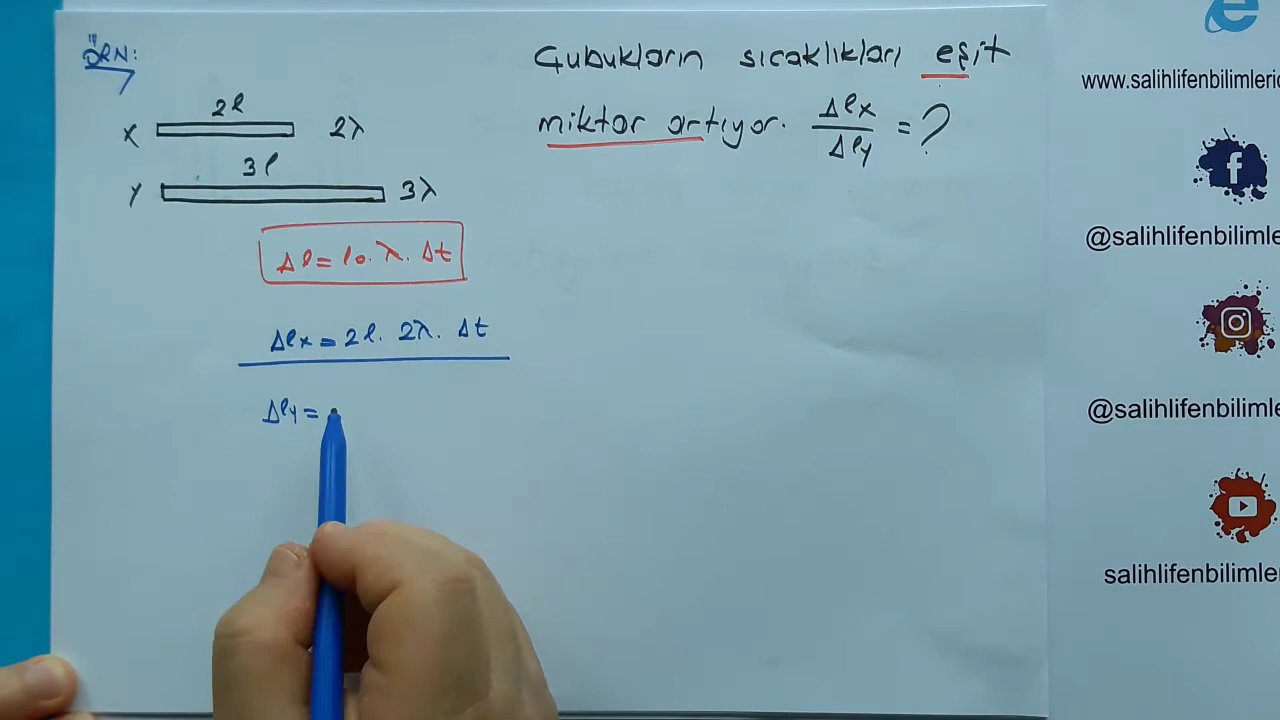 ÖRN:
Çubukların sıcaklıkları eşit
miktar artıyor. Δlx/Δly = ?
2l
X 2λ
3l
Y 3λ
Δl = lo. λ. Δt
Δlx = 2l. 2λ. Δt
Δly =
www.salihlifenbilimleri
@salihlifenbilimle
@salihlifenbilimle
salihlifenbilimle